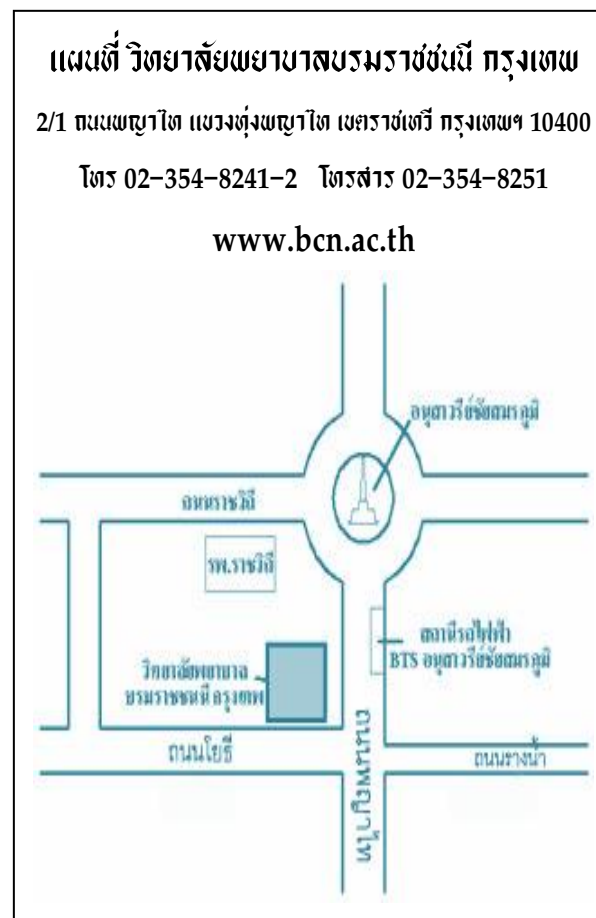 แผนที่ วิทยาลัยพยาบาลบรมราชชนนี กรุงเทพ
2/1 ถนนพญาไท แขวงทุ่งพญาไท เขตราชเทวี กรุงเทพฯ 10400
โทร 02-354-8241-2 โทรสาร 02-354-8251
www.bcn.ac.th
อนุสาวรีย์ชัยสมรภูมิ
ถนนราชวิถี
รพ.ราชวิถี
สถานีรถไฟฟ้า
BTS อนุสาวรีย์ชัยสมรภูมิ
วิทยาลัยพยาบาล
บรมราชชนนี กรุงเทพ
ถนนโยธี
ถนนรางน้ำ
ถนนพญาไท